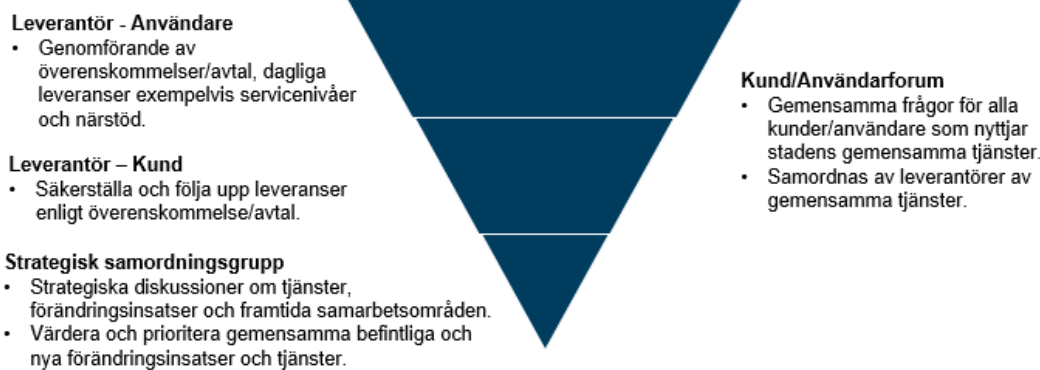 Leverantör - Användare
• Genomförande av
överenskommelser/avtal, dagliga
leveranser exempelvis servicenivåer
och närstöd.
Leverantör – Kund
• Säkerställa och följa upp leveranser
enligt överenskommelse/avtal.
Strategisk samordningsgrupp
• Strategiska diskussioner om tjänster,
förändringsinsatser och framtida samarbetsområden.
• Värdera och prioritera gemensamma befintliga och
nya förändringsinsatser och tjänster.
Kund/Användarforum
• Gemensamma frågor för alla
kunder/användare som nyttjar
stadens gemensamma tjänster.
• Samordnas av leverantörer av
gemensamma tjänster.